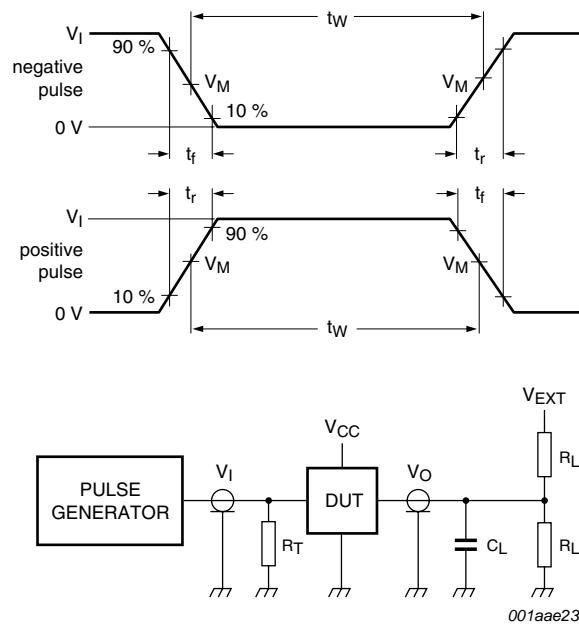 V_I
t_W
90 %
negative
pulse
V_M
V_M
10 %
0 V
t_f
t_r
t_r
t_f
V_I
90 %
positive
pulse
V_M
V_M
10 %
0 V
t_W
V_EXT
V_CC
R_L
V_I
V_O
PULSE
GENERATOR
DUT
R_T
C_L
R_L
001aae23